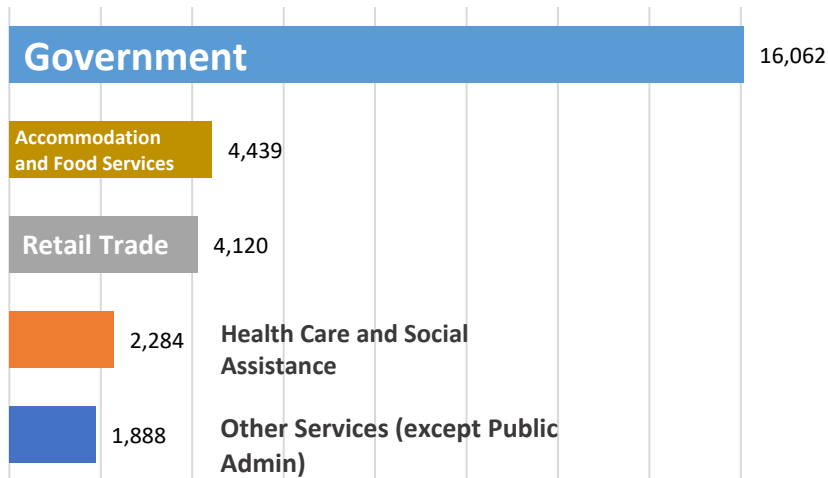 Government
16,062
Accommodation
and Food Services
4,439
Retail Trade
4,120
2,284
Health Care and Social
Assistance
1,888
Other Services (except Public
Admin)